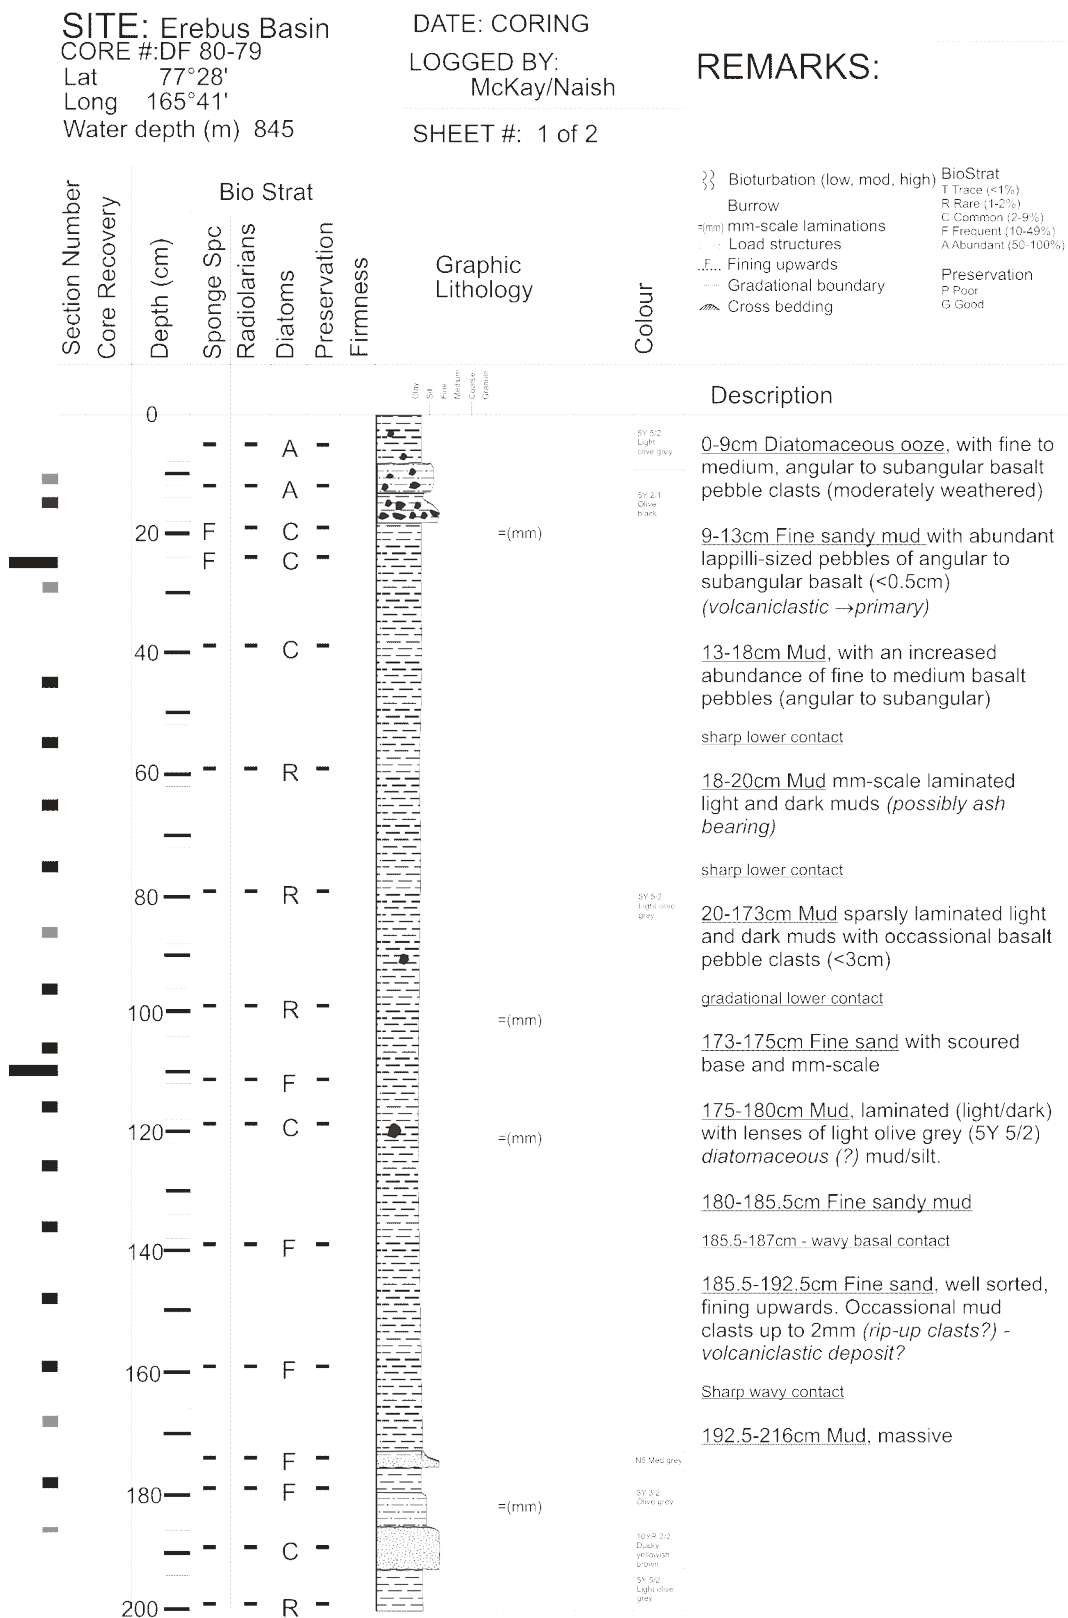 SITE: Erebus Basin
CORE #:DF 80-79
Lat 77°28'
Long 165°41'
Water depth (m) 845
DATE: CORING
LOGGED BY:
McKay/Naish
SHEET #: 1 of 2
REMARKS:
Bioturbation (low, mod, high)
Burrow
=(mm) mm-scale laminations
Load structures
F Fining upwards
Gradational boundary
Cross bedding
BioStrat
T Trace (<1%)
R Rare (1-2%)
C Common (2-9%)
F Frequent (10-49%)
A Abundant (50-100%)
Preservation
P Poor
G Good
Section Number
Core Recovery
Depth (cm)
Bio Strat
Sponge Spc
Radiolarians
Diatoms
Preservation
Firmness
Graphic
Lithology
Colour
Clay
Silt
Fine
Medium
Coarse
Granule
Description
0
- - A -
- - A -
20 F - C - =(mm)
F - C -
40 - - C -
60 - - R -
80 - - R -
100 - - R - =(mm)
- - F -
120 - - C - =(mm)
140 - - F -
160 - - F -
- - F -
180 - - F - =(mm)
- - C -
200 - - R -
5Y 5/2
Light
olive grey
5Y 2/1
Olive
black
5Y 5/2
Light olive
grey
N5 Med grey
5Y 3/2
Olive grey
10YR 2/2
Dusky
yellowish
brown
5Y 5/2
Light olive
grey
0-9cm Diatomaceous ooze, with fine to
medium, angular to subangular basalt
pebble clasts (moderately weathered)
9-13cm Fine sandy mud with abundant
lappilli-sized pebbles of angular to
subangular basalt (<0.5cm)
(volcaniclastic →primary)
13-18cm Mud, with an increased
abundance of fine to medium basalt
pebbles (angular to subangular)
sharp lower contact
18-20cm Mud mm-scale laminated
light and dark muds (possibly ash
bearing)
sharp lower contact
20-173cm Mud sparsly laminated light
and dark muds with occassional basalt
pebble clasts (<3cm)
gradational lower contact
173-175cm Fine sand with scoured
base and mm-scale
175-180cm Mud, laminated (light/dark)
with lenses of light olive grey (5Y 5/2)
diatomaceous (?) mud/silt.
180-185.5cm Fine sandy mud
185.5-187cm - wavy basal contact
185.5-192.5cm Fine sand, well sorted,
fining upwards. Occassional mud
clasts up to 2mm (rip-up clasts?) -
volcaniclastic deposit?
Sharp wavy contact
192.5-216cm Mud, massive